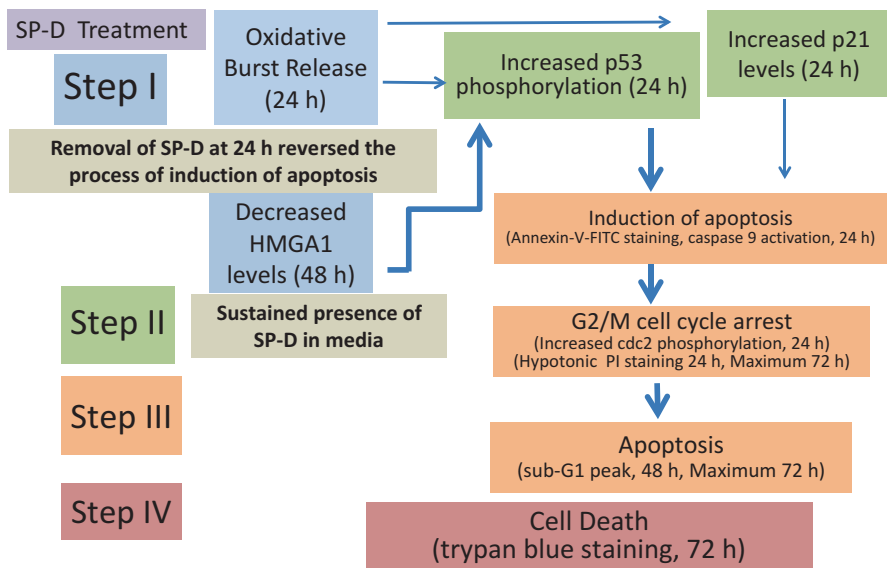 SP-D Treatment
Step I
Oxidative
Burst Release
(24 h)
Increased p53
phosphorylation (24 h)
Increased p21
levels (24 h)
Removal of SP-D at 24 h reversed the
process of induction of apoptosis
Decreased
HMGA1
levels (48 h)
Sustained presence of
SP-D in media
Induction of apoptosis
(Annexin-V-FITC staining, caspase 9 activation, 24 h)
Step II
G2/M cell cycle arrest
(Increased cdc2 phosphorylation, 24 h)
(Hypotonic PI staining 24 h, Maximum 72 h)
Step III
Apoptosis
(sub-G1 peak, 48 h, Maximum 72 h)
Step IV
Cell Death
(trypan blue staining, 72 h)